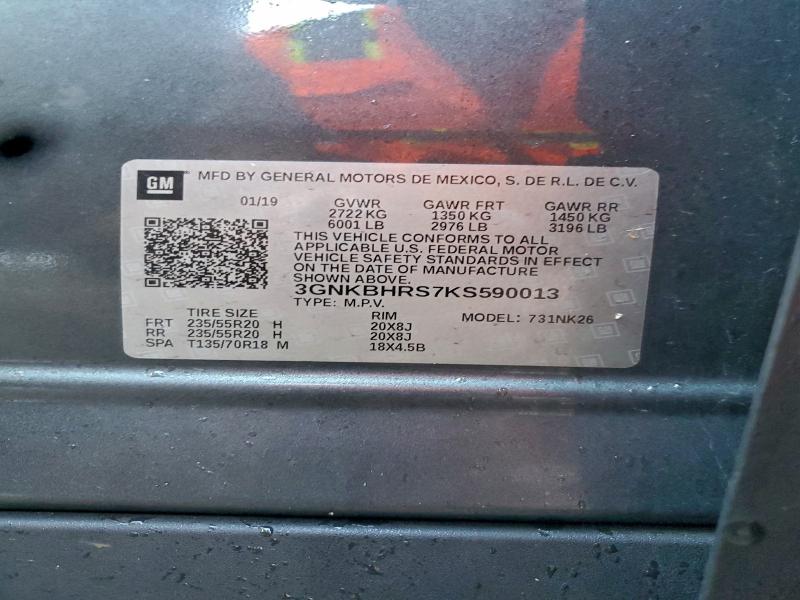 GM MFD BY GENERAL MOTORS DE MEXICO, S. DE R.L. DE C.V.
01/19 GVWR GAWR FRT GAWR RR
2722 KG 1350 KG 1450 KG
6001 LB 2976 LB 3196 LB
THIS VEHICLE CONFORMS TO ALL
APPLICABLE U.S. FEDERAL MOTOR
VEHICLE SAFETY STANDARDS IN EFFECT
ON THE DATE OF MANUFACTURE
SHOWN ABOVE.
3GNKBHRS7KS590013
TYPE: M.P.V. MODEL: 731NK26
TIRE SIZE RIM
FRT 235/55R20 H 20X8J
RR 235/55R20 H 20X8J
SPA T135/70R18 M 18X4.5B